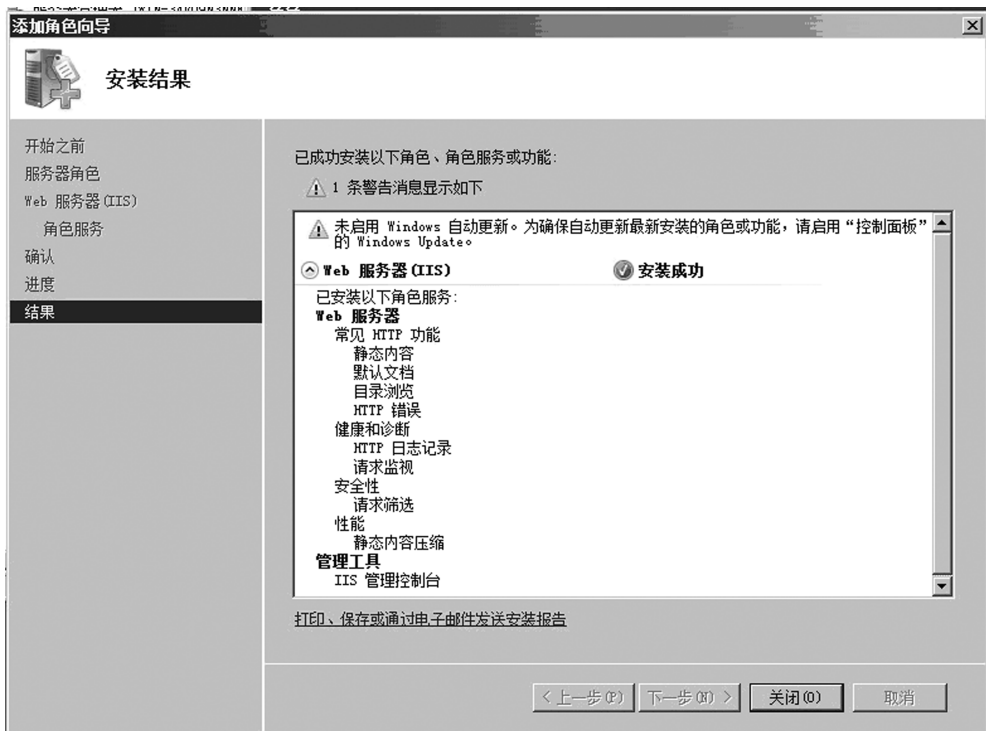 添加角色向导
安装结果
开始之前
服务器角色
Web 服务器(IIS)
角色服务
确认
进度
结果
已成功安装以下角色、角色服务或功能:
1 条警告消息显示如下
未启用 Windows 自动更新。为确保自动更新最新安装的角色或功能，请启用“控制面板”
的 Windows Update。
Web 服务器(IIS) 安装成功
已安装以下角色服务:
Web 服务器
常见 HTTP 功能
静态内容
默认文档
目录浏览
HTTP 错误
健康和诊断
HTTP 日志记录
请求监视
安全性
请求筛选
性能
静态内容压缩
管理工具
IIS 管理控制台
打印、保存或通过电子邮件发送安装报告
< 上一步(P) 下一步(N) > 关闭(O) 取消